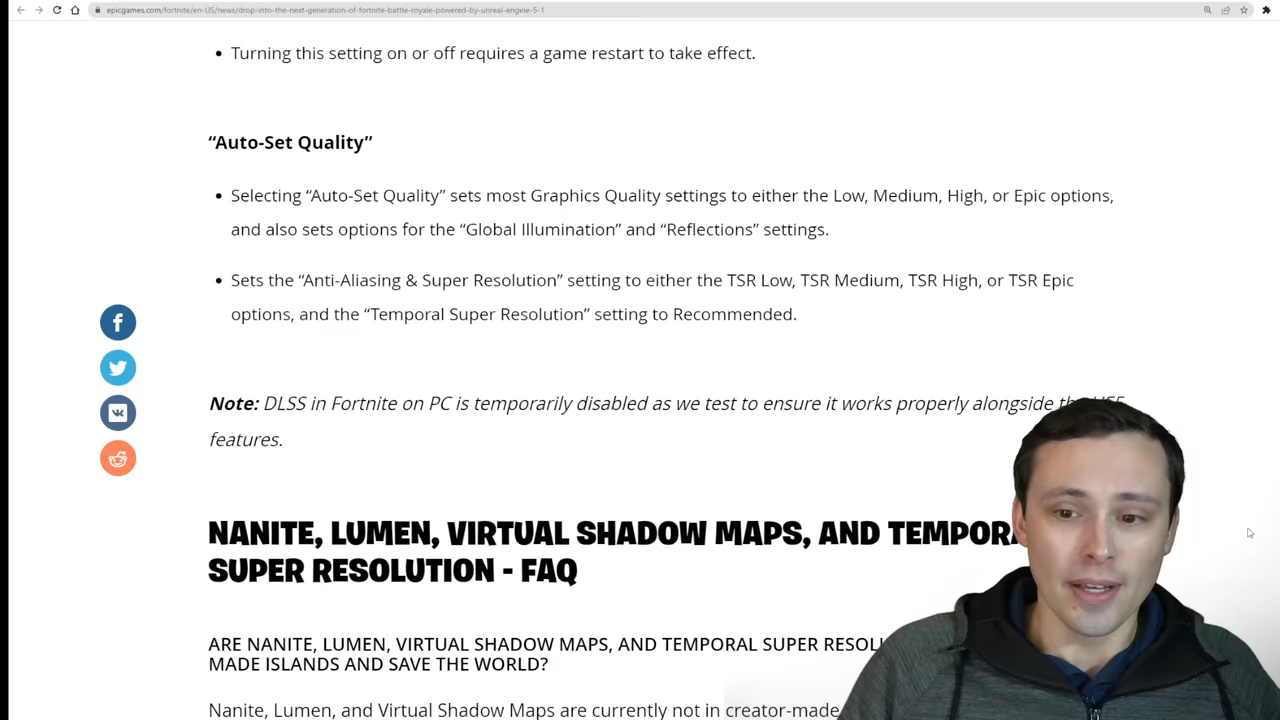 epicgames.com/fortnite/en-US/news/drop-into-the-next-generation-of-fortnite-battle-royale-powered-by-unreal-engine-5-1
• Turning this setting on or off requires a game restart to take effect.
“Auto-Set Quality”
• Selecting “Auto-Set Quality” sets most Graphics Quality settings to either the Low, Medium, High, or Epic options,
and also sets options for the “Global Illumination” and “Reflections” settings.
• Sets the “Anti-Aliasing & Super Resolution” setting to either the TSR Low, TSR Medium, TSR High, or TSR Epic
options, and the “Temporal Super Resolution” setting to Recommended.
Note: DLSS in Fortnite on PC is temporarily disabled as we test to ensure it works properly alongside
features.
NANITE, LUMEN, VIRTUAL SHADOW MAPS, AND
SUPER RESOLUTION - FAQ
ARE NANITE, LUMEN, VIRTUAL SHADOW MAPS, AND TEMPORAL SUPER
MADE ISLANDS AND SAVE THE WORLD?
Nanite, Lumen, and Virtual Shadow Maps are currently not in creator-made